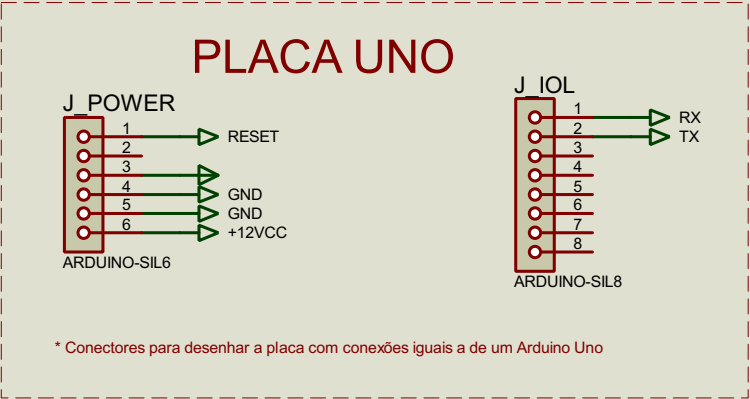 PLACA UNO
J_POWER
1
RESET
2
3
4
GND
5
GND
6
+12VCC
ARDUINO-SIL6
J_IOL
1
RX
2
TX
3
4
5
6
7
8
ARDUINO-SIL8
* Conectores para desenhar a placa com conexões iguais a de um Arduino Uno